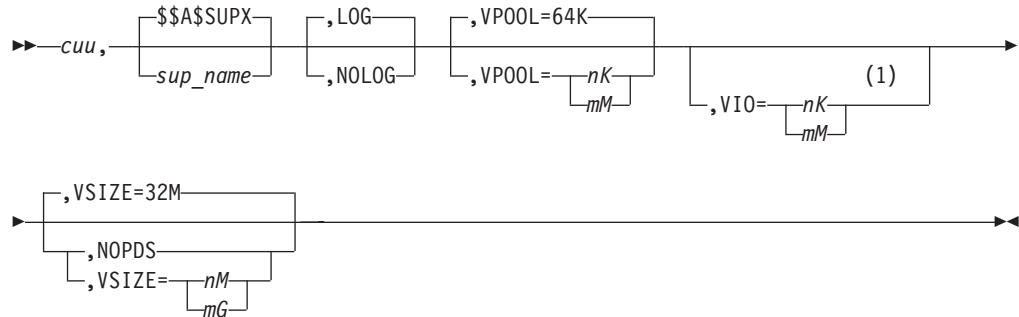 $$A$SUPX ,LOG ,VPOOL=64K
cuu,
sup_name ,NOLOG ,VPOOL= nK (1)
mM ,VIO= nK
mM
,VSIZE=32M
,NOPDS
,VSIZE= nM
mG